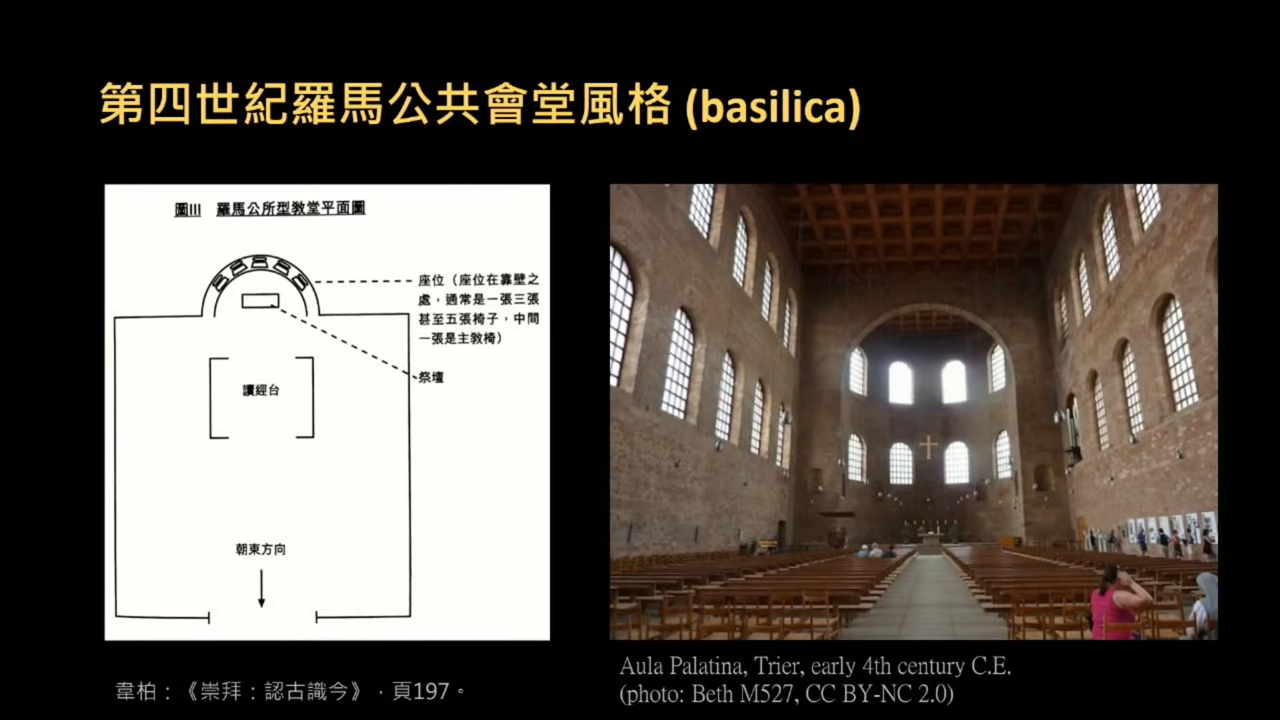 第四世紀羅馬公共會堂風格 (basilica)
圖III 羅馬公所型教堂平面圖
座位（座位在靠壁之
處，通常是一張三張
甚至五張椅子，中間
一張是主教椅）
祭壇
讀經台
朝東方向
韋柏：《崇拜：認古識今》，頁197。
Aula Palatina, Trier, early 4th century C.E.
(photo: Beth M527, CC BY-NC 2.0)